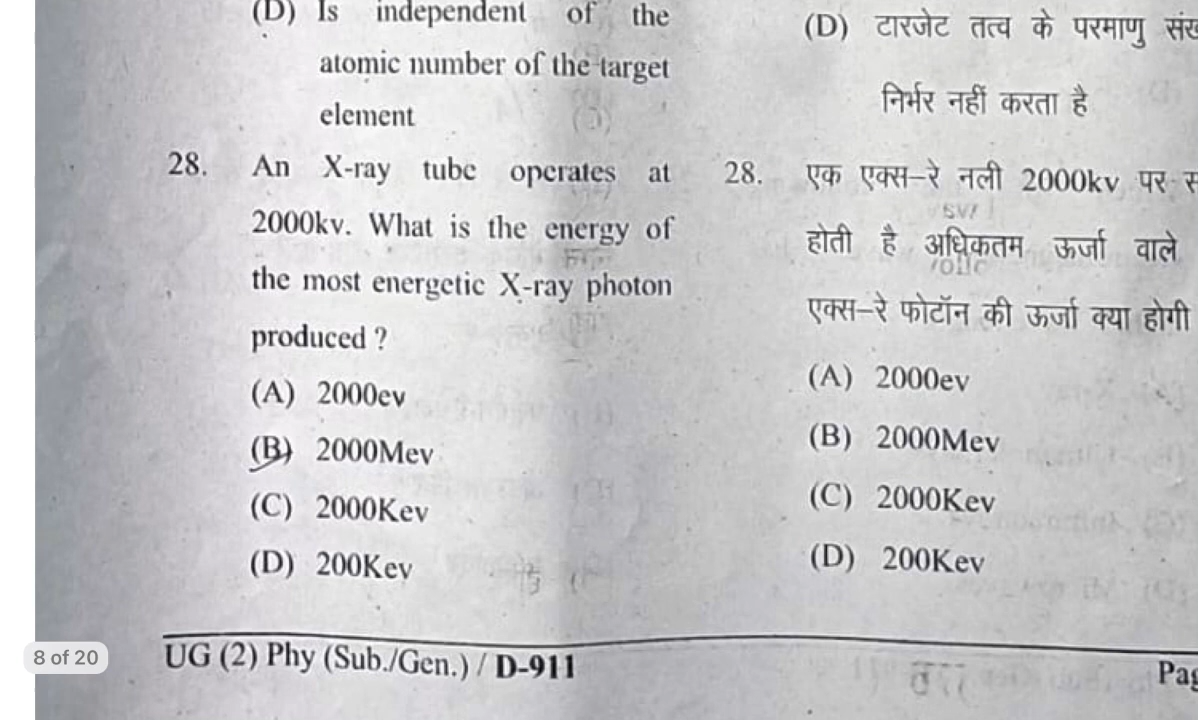 (D) Is independent of the
atomic number of the target
element
28. An X-ray tube operates at
2000kv. What is the energy of
the most energetic X-ray photon
produced ?
(A) 2000ev
(B) 2000Mev
(C) 2000Kev
(D) 200Kev
(D) टारजेट तत्व के परमाणु
निर्भर नहीं करता है
28. एक एक्स-रे नली 2000kv पर
होती है अधिकतम ऊर्जा वाले
एक्स-रे फोटॉन की ऊर्जा क्या होगी
(A) 2000ev
(B) 2000Mev
(C) 2000Kev
(D) 200Kev
8 of 20
UG (2) Phy (Sub./Gen.) / D-911